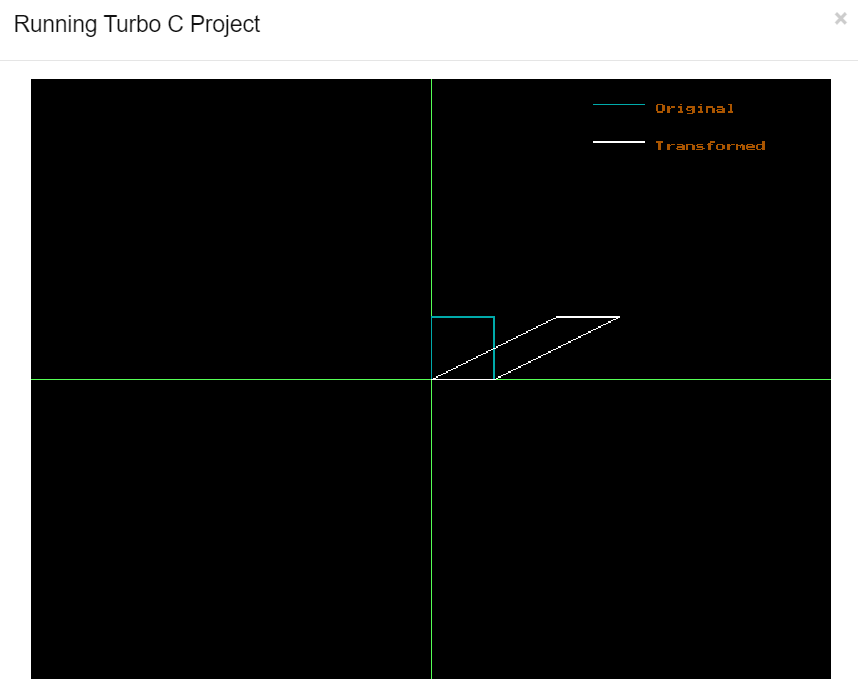 Running Turbo C Project
×
Original
Transformed